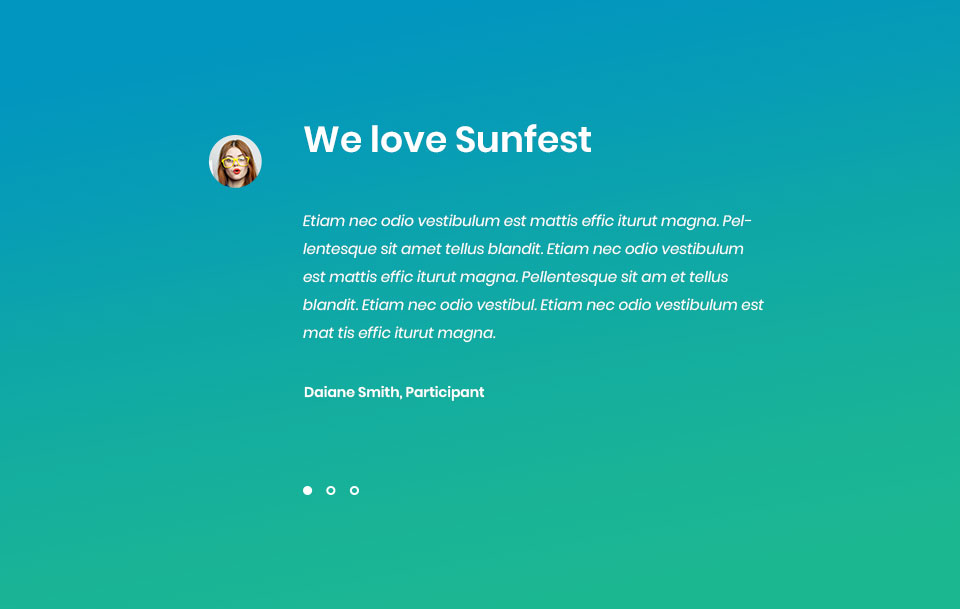 We love Sunfest
Etiam nec odio vestibulum est mattis effic iturut magna. Pel-
lentesque sit amet tellus blandit. Etiam nec odio vestibulum
est mattis effic iturut magna. Pellentesque sit am et tellus
blandit. Etiam nec odio vestibul. Etiam nec odio vestibulum est
mat tis effic iturut magna.
Daiane Smith, Participant